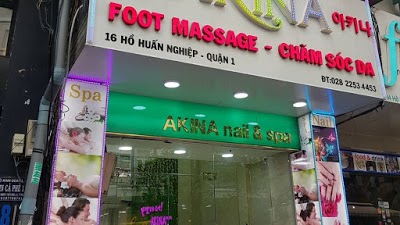 AKINA 아키나
FOOT MASSAGE - CHĂM SÓC DA
16 HỒ HUẤN NGHIỆP - QUẬN 1
ĐT:028 2253 4453
Spa
AKINA nail & spa
Nail